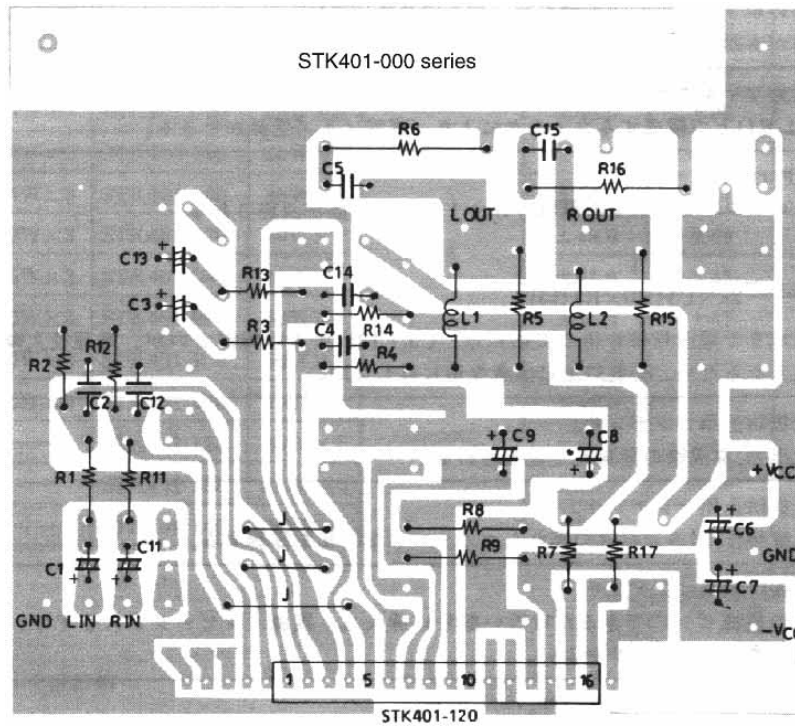 STK401-000 series
R6
C15
C5
R16
L OUT
R OUT
+
C13
R13
C14
+
C3
R14
L1
R5
L2
R15
R3
C4
R4
R2
R12
C2
C12
+
C9
C8
+
R1
R11
+VCC
J
R8
+
C6
C1
+
C11
+
J
R9
R7
R17
GND
+
C7
-
J
GND
L IN
R IN
-VCC
1
5
10
16
STK401-120